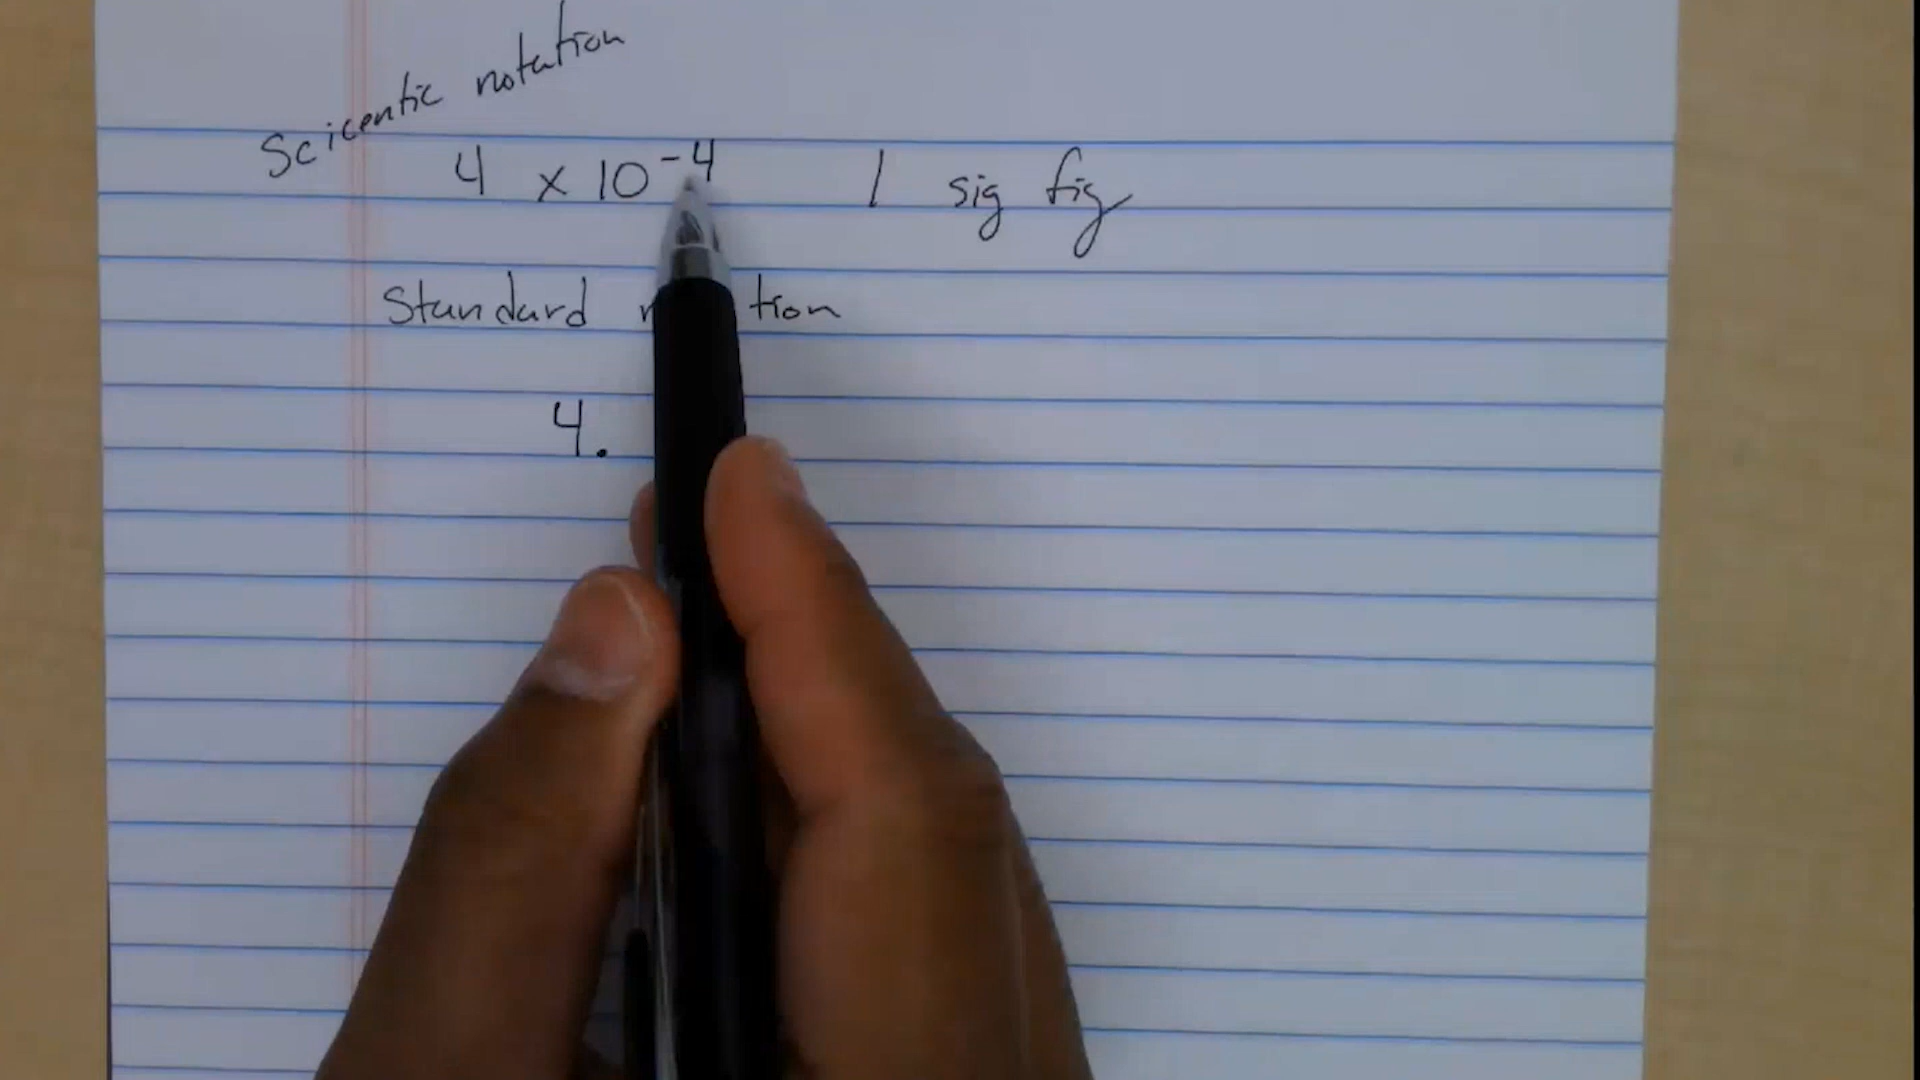 Scicentic notation
4 x 10⁻⁴ 1 sig fig
Standard
4.